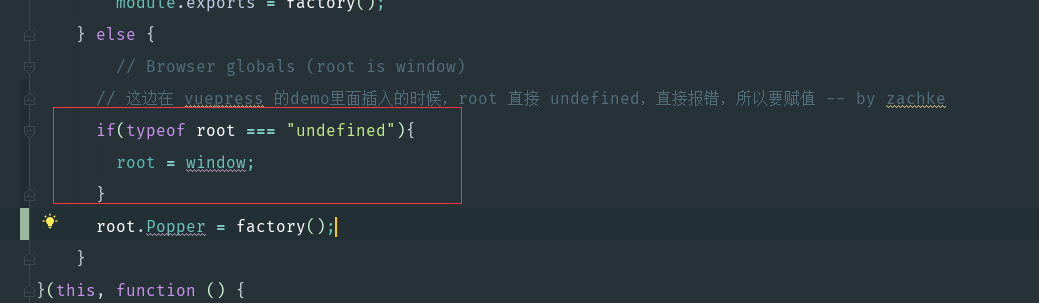 module.exports = factory();
} else {
// Browser globals (root is window)
// 这边在 vuepress 的demo里面插入的时候，root 直接 undefined，直接报错，所以要赋值 -- by zachke
if(typeof root === "undefined"){
root = window;
}
root.Popper = factory();
}
}(this, function () {